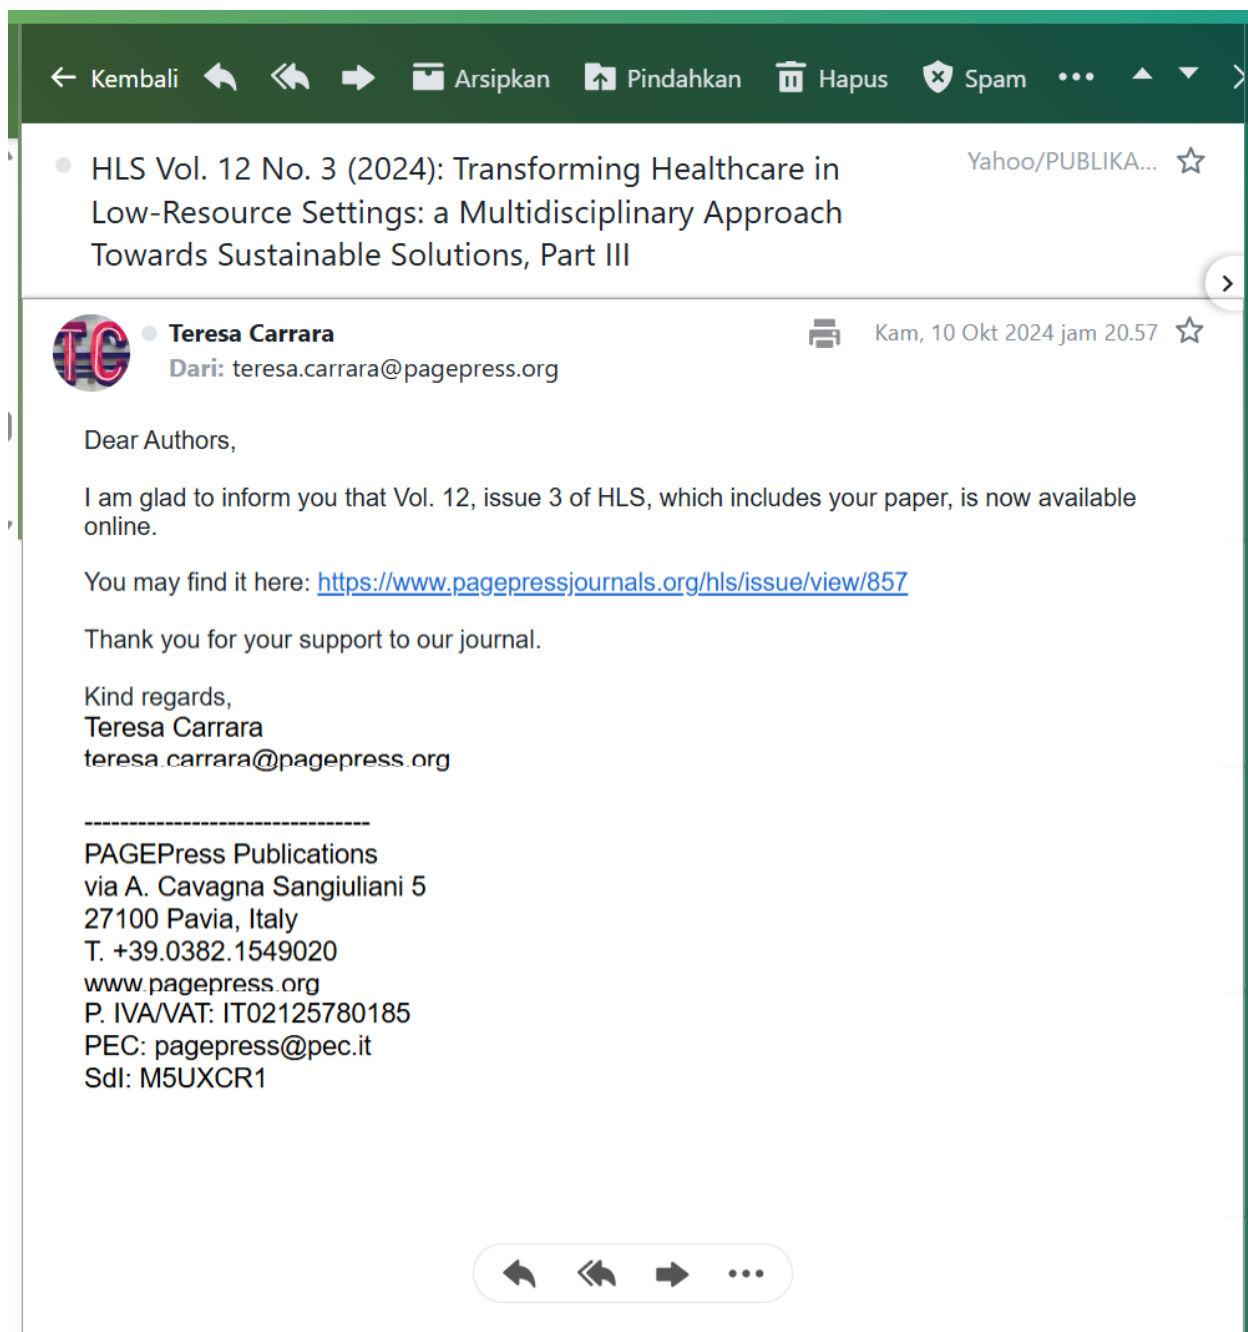 Kembali Arsipkan Pindahkan Hapus Spam
HLS Vol. 12 No. 3 (2024): Transforming Healthcare in
Low-Resource Settings: a Multidisciplinary Approach
Towards Sustainable Solutions, Part III
Yahoo/PUBLIKA...
TC
Teresa Carrara
Kam, 10 Okt 2024 jam 20.57
Dari: teresa.carrara@pagepress.org
Dear Authors,
I am glad to inform you that Vol. 12, issue 3 of HLS, which includes your paper, is now available
online.
You may find it here: https://www.pagepressjournals.org/hls/issue/view/857
Thank you for your support to our journal.
Kind regards,
Teresa Carrara
teresa.carrara@pagepress.org
--------------------------------
PAGEPress Publications
via A. Cavagna Sangiuliani 5
27100 Pavia, Italy
T. +39.0382.1549020
www.pagepress.org
P. IVA/VAT: IT02125780185
PEC: pagepress@pec.it
SdI: M5UXCR1